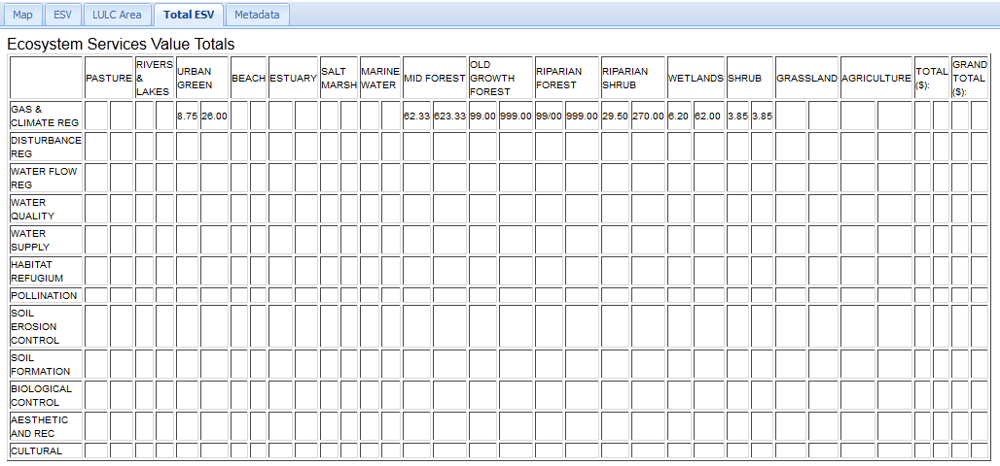 Map ESV LULC Area Total ESV Metadata
Ecosystem Services Value Totals
PASTURE RIVERS & LAKES URBAN GREEN BEACH ESTUARY SALT MARSH MARINE WATER MID FOREST OLD GROWTH FOREST RIPARIAN FOREST RIPARIAN SHRUB WETLANDS SHRUB GRASSLAND AGRICULTURE TOTAL ($): GRAND TOTAL ($):
GAS & CLIMATE REG 8.75 26.00 62.33 623.33 99.00 999.00 99/00 999.00 29.50 270.00 6.20 62.00 3.85 3.85
DISTURBANCE REG
WATER FLOW REG
WATER QUALITY
WATER SUPPLY
HABITAT REFUGIUM
POLLINATION
SOIL EROSION CONTROL
SOIL FORMATION
BIOLOGICAL CONTROL
AESTHETIC AND REC
CULTURAL